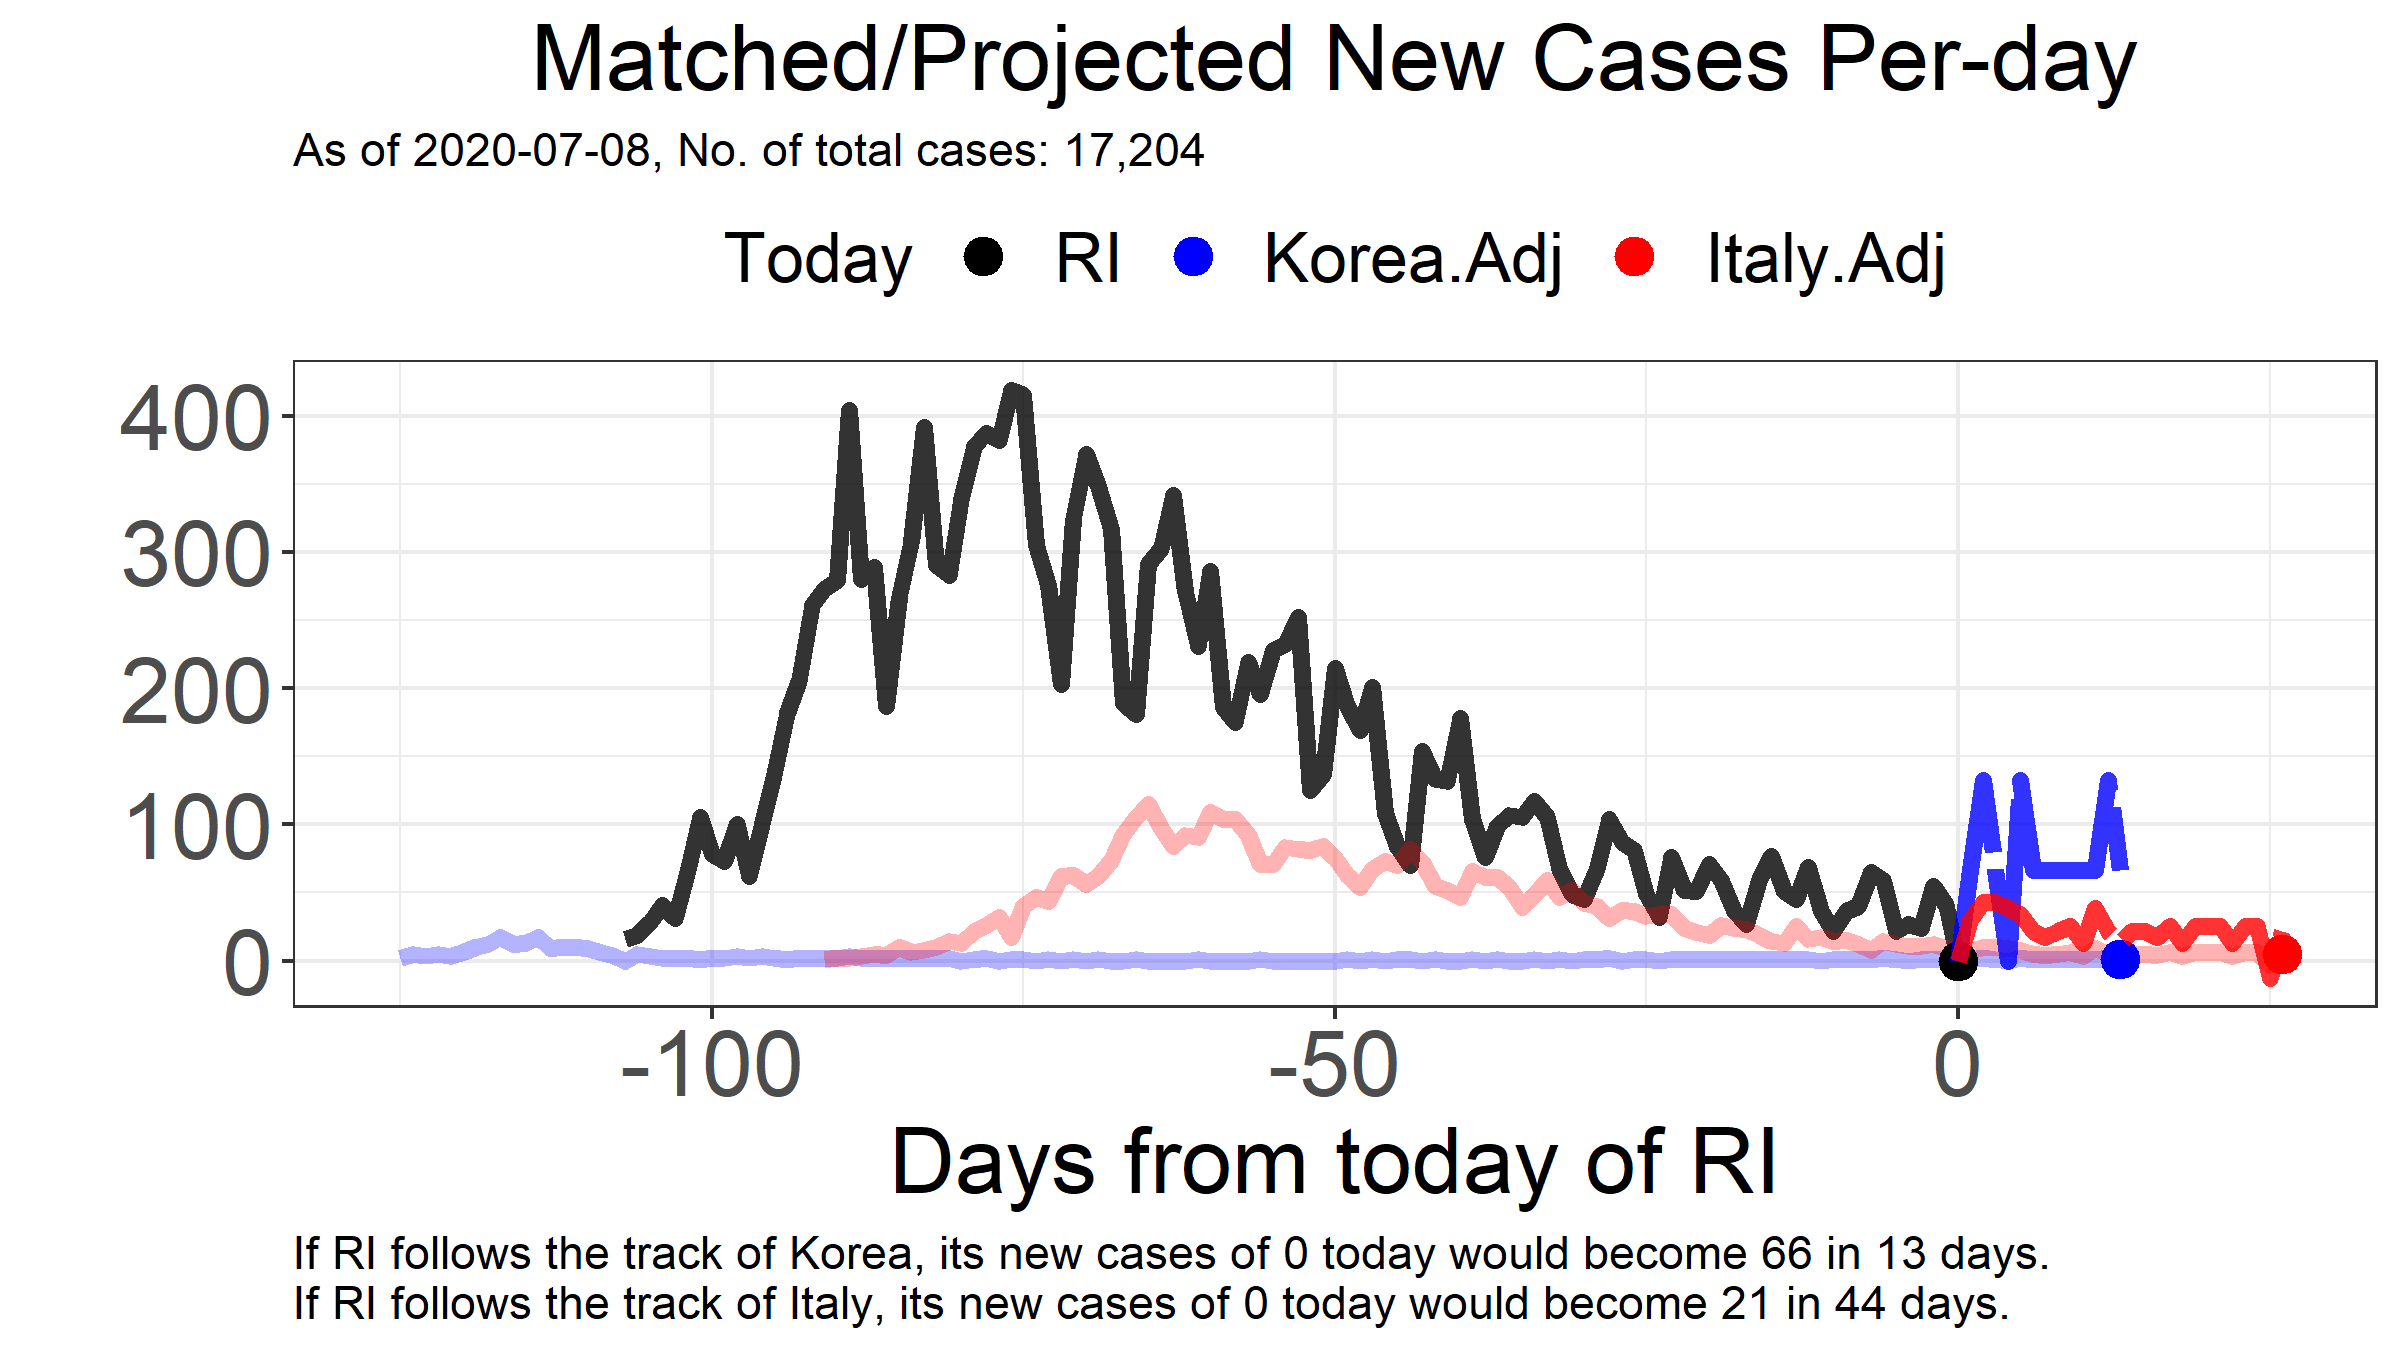 Matched/Projected New Cases Per-day
As of 2020-07-08, No. of total cases: 17,204
Today RI Korea.Adj Italy.Adj
400
300
200
100
0
-100 -50 0
Days from today of RI
If RI follows the track of Korea, its new cases of 0 today would become 66 in 13 days.
If RI follows the track of Italy, its new cases of 0 today would become 21 in 44 days.